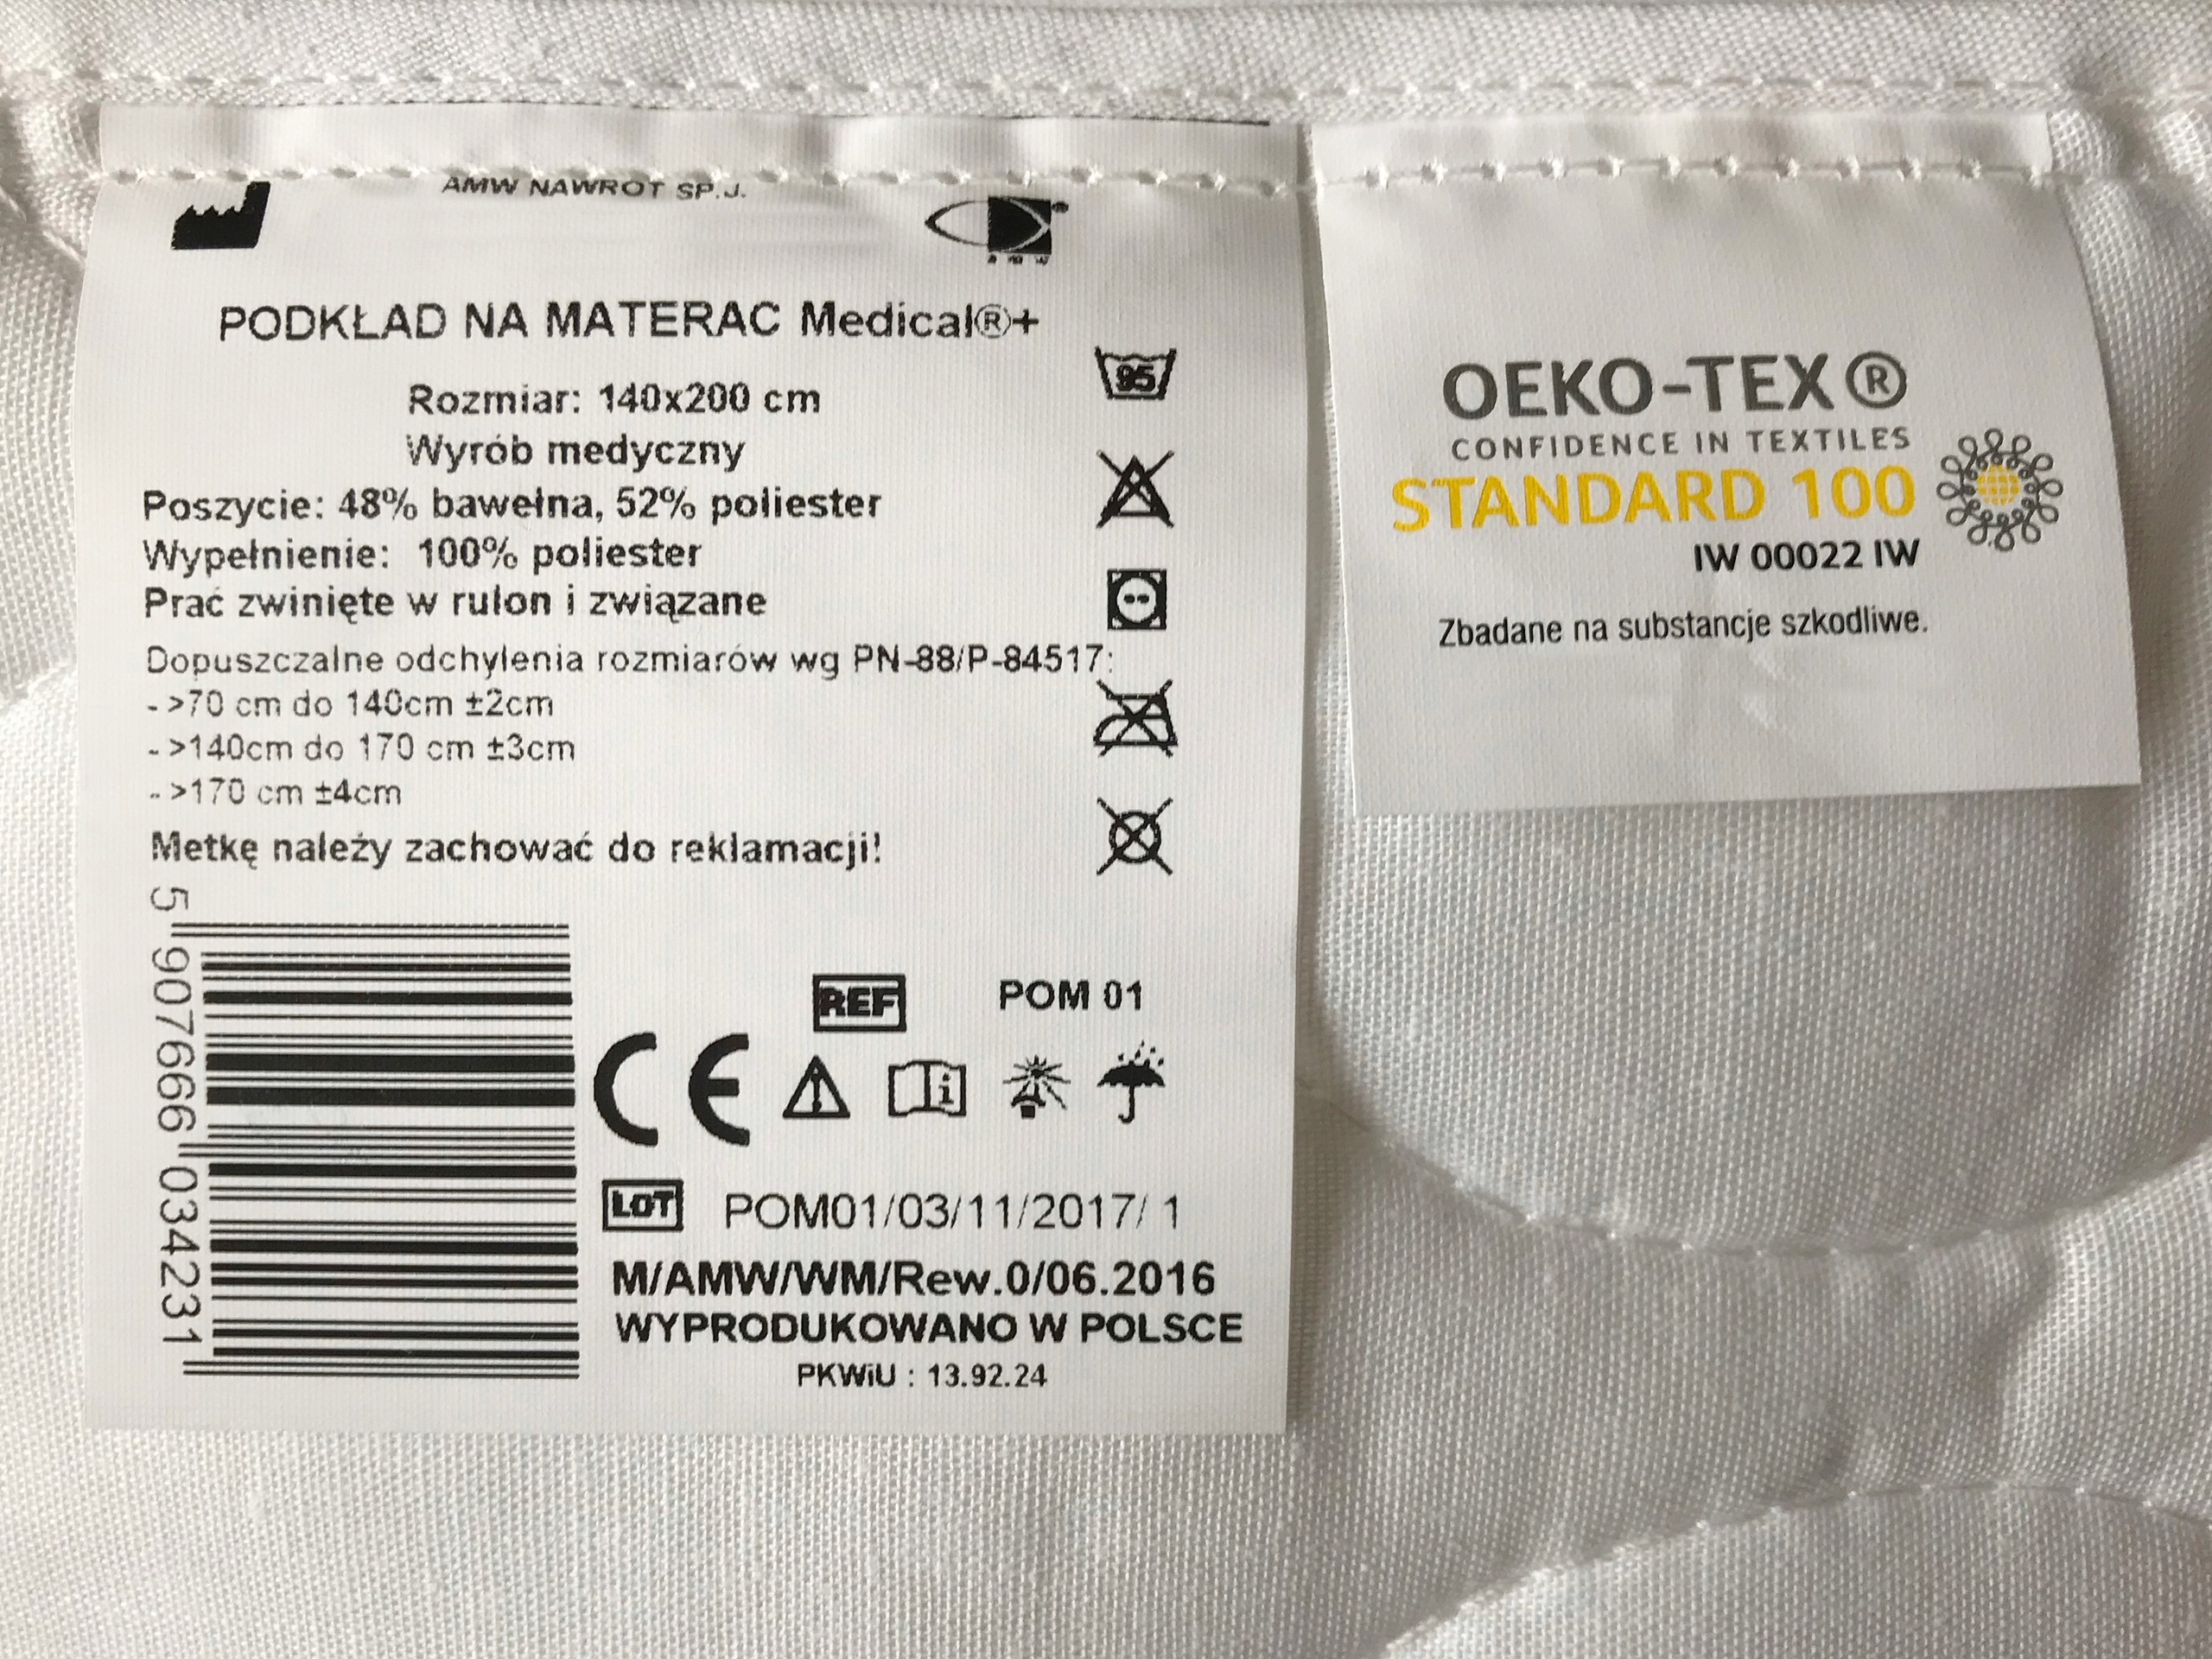 AMW NAWROT SP.J.
PODKŁAD NA MATERAC Medical®+
Rozmiar: 140x200 cm
Wyrób medyczny
Poszycie: 48% bawełna, 52% poliester
Wypełnienie: 100% poliester
Prać zwinięte w rulon i związane
Dopuszczalne odchylenia rozmiarów wg PN-88/P-84517:
- >70 cm do 140cm ±2cm
- >140cm do 170 cm ±3cm
- >170 cm ±4cm
Metkę należy zachować do reklamacji!
95
5 907666 034231
REF POM 01
CE
LOT POM01/03/11/2017/ 1
M/AMW/WM/Rew.0/06.2016
WYPRODUKOWANO W POLSCE
PKWiU : 13.92.24
OEKO-TEX®
CONFIDENCE IN TEXTILES
STANDARD 100
IW 00022 IW
Zbadane na substancje szkodliwe.